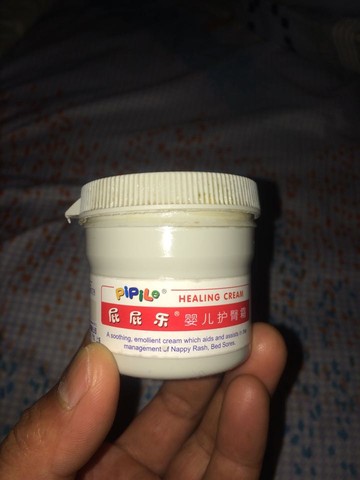 PiPiLe®
HEALING CREAM
屁屁乐® 婴儿护臀霜
A soothing, emollient cream which aids and assists in the
management of Nappy Rash, Bed Sores.